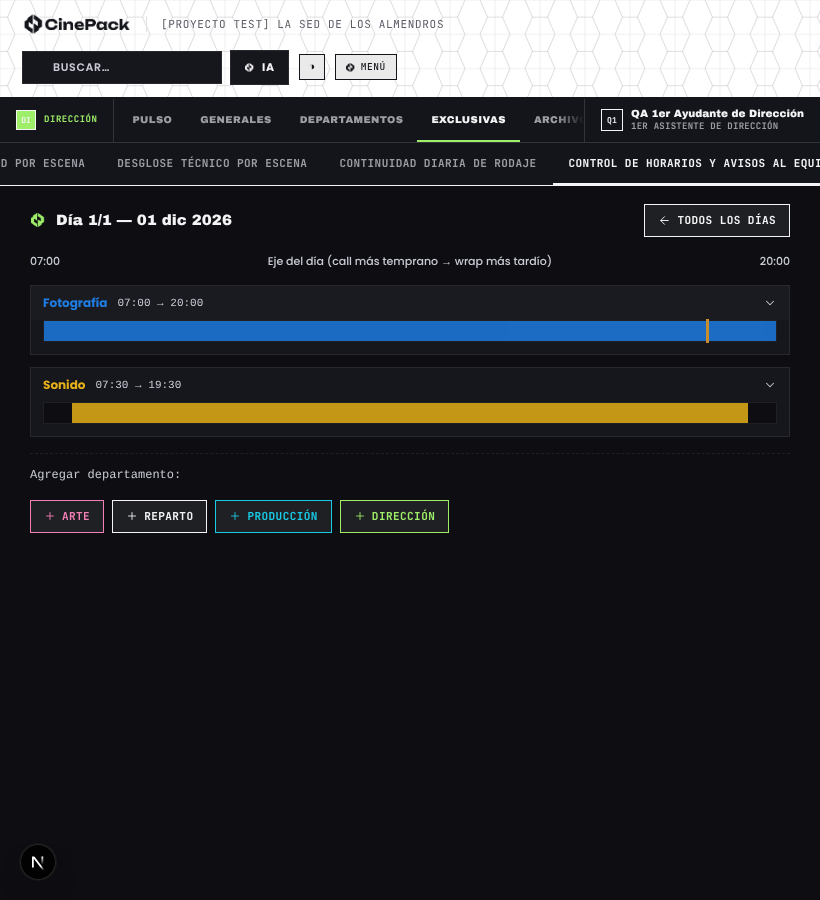 CinePack
[PROYECTO TEST] LA SED DE LOS ALMENDROS
BUSCAR…
IA
MENÚ
DIRECCIÓN
PULSO
GENERALES
DEPARTAMENTOS
EXCLUSIVAS
ARCHIV
Q1
QA 1er Ayudante de Dirección
1ER ASISTENTE DE DIRECCIÓN
D POR ESCENA
DESGLOSE TÉCNICO POR ESCENA
CONTINUIDAD DIARIA DE RODAJE
CONTROL DE HORARIOS Y AVISOS AL EQUI
Día 1/1 — 01 dic 2026
← TODOS LOS DÍAS
07:00
Eje del día (call más temprano → wrap más tardío)
20:00
Fotografía 07:00 → 20:00
Sonido 07:30 → 19:30
Agregar departamento:
+ ARTE
+ REPARTO
+ PRODUCCIÓN
+ DIRECCIÓN
N